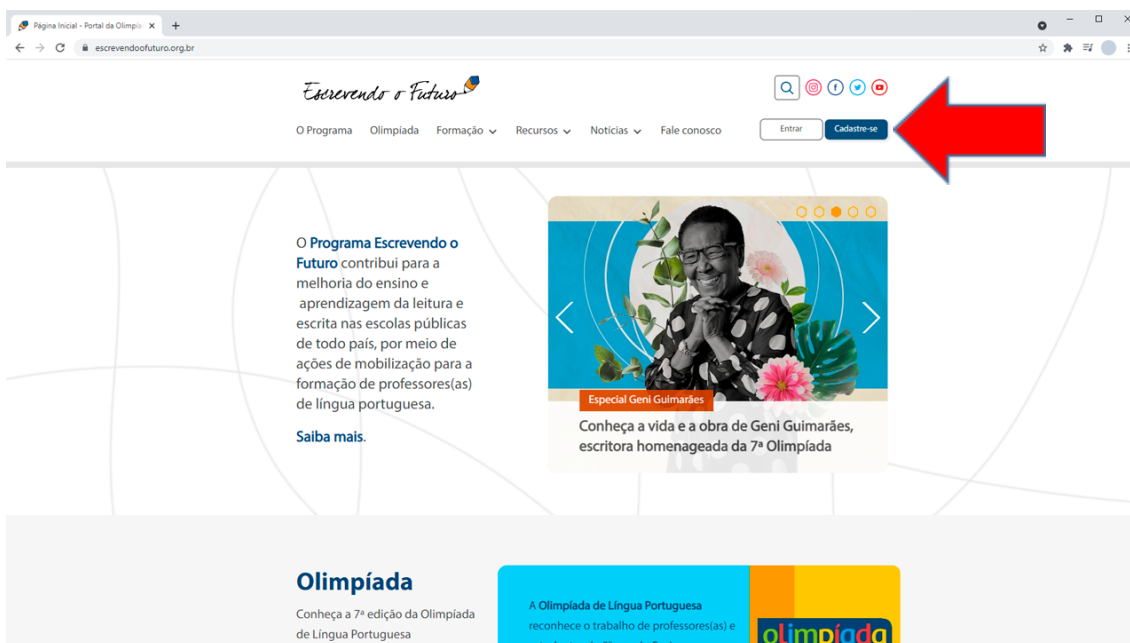 Página Inicial - Portal da Olimpía
escrevendoofuturo.org.br
Escrevendo o Futuro
O Programa Olimpíada Formação Recursos Notícias Fale conosco Entrar Cadastre-se
O Programa Escrevendo o
Futuro contribui para a
melhoria do ensino e
aprendizagem da leitura e
escrita nas escolas públicas
de todo país, por meio de
ações de mobilização para a
formação de professores(as)
de língua portuguesa.
Saiba mais.
Especial Geni Guimarães
Conheça a vida e a obra de Geni Guimarães,
escritora homenageada da 7ª Olimpíada
Olimpíada
Conheça a 7ª edição da Olimpíada
de Língua Portuguesa
A Olimpíada de Língua Portuguesa
reconhece o trabalho de professores(as) e
olimpíada